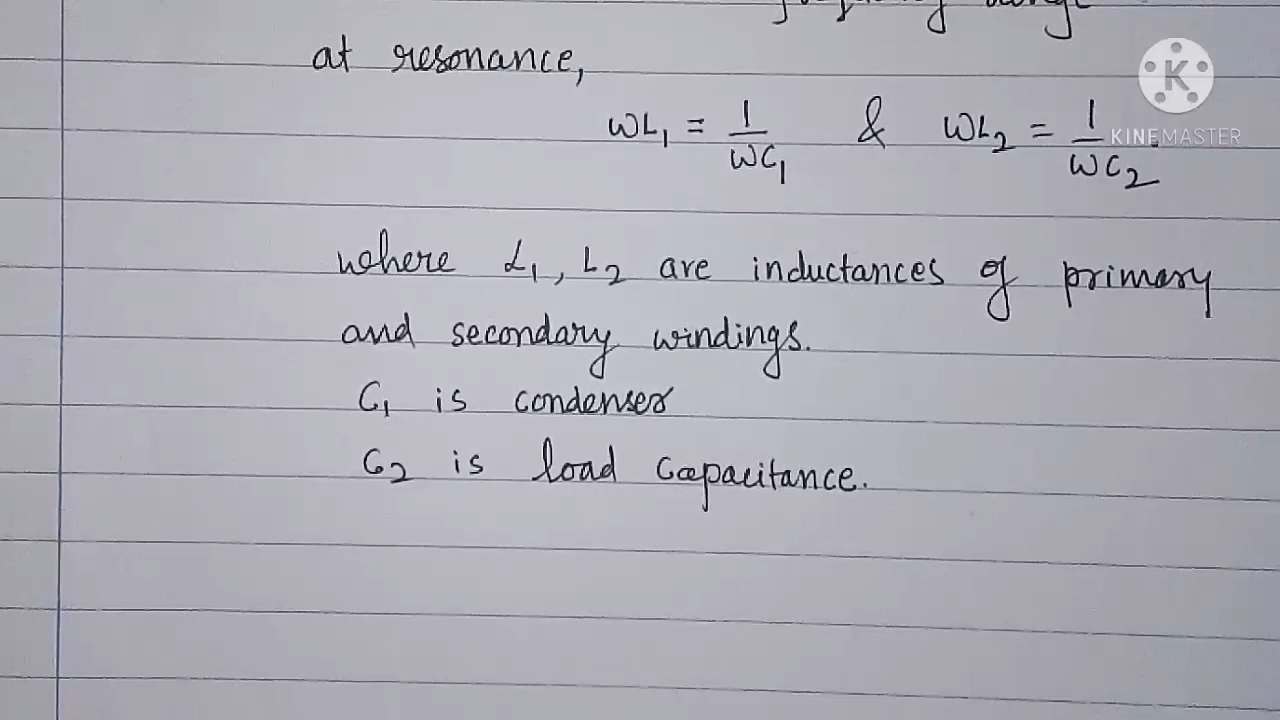 at resonance,
K
ωL₁ = 1/ωC₁ & ωL₂ = 1/ωC₂
KINEMASTER
where L₁, L₂ are inductances of primary
and secondary windings.
C₁ is condenser
C₂ is load capacitance.